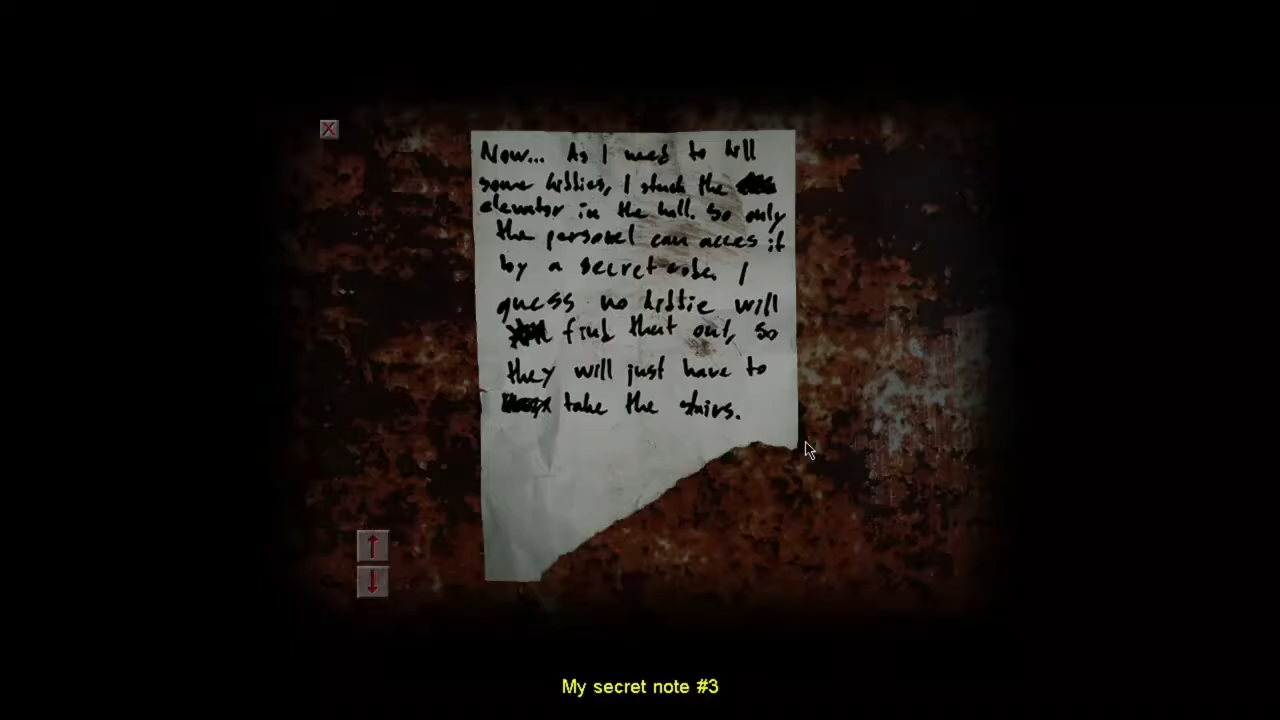 Now... As I need to kill
some kiddies, I stuck the
elevator in the hall. So only
the personel can acces it
by a secret code. I
guess no kiddie will
find that out, so
they will just have to
take the stairs.
My secret note #3